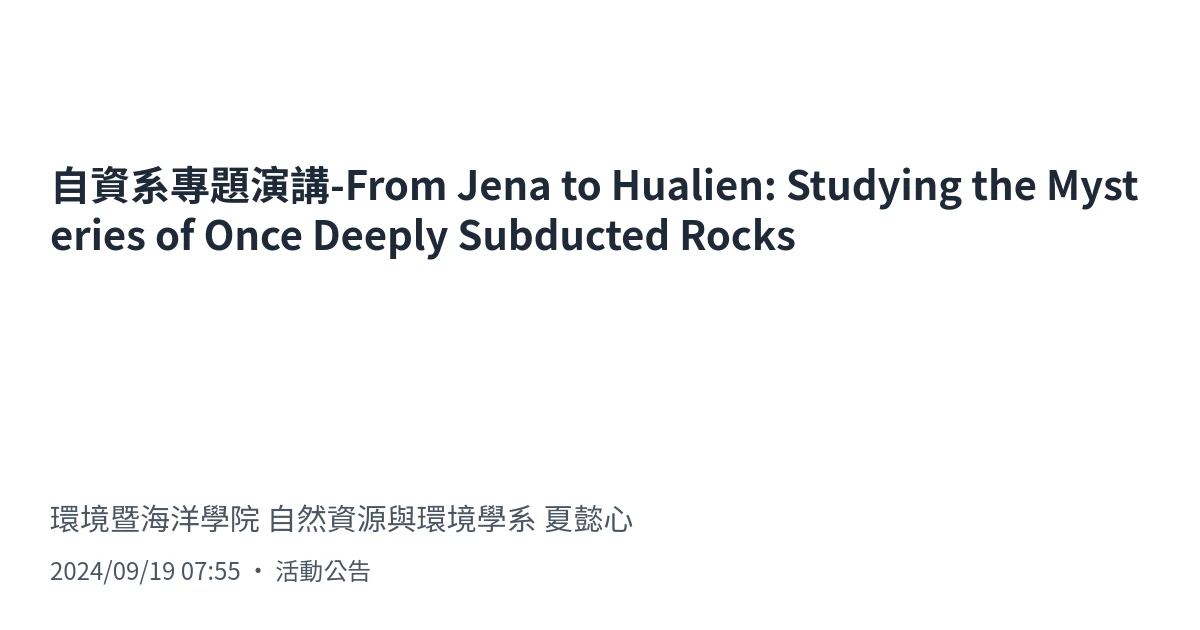 自資系專題演講-From Jena to Hualien: Studying the Myst
eries of Once Deeply Subducted Rocks
環境暨海洋學院 自然資源與環境學系 夏懿心
2024/09/19 07:55 • 活動公告